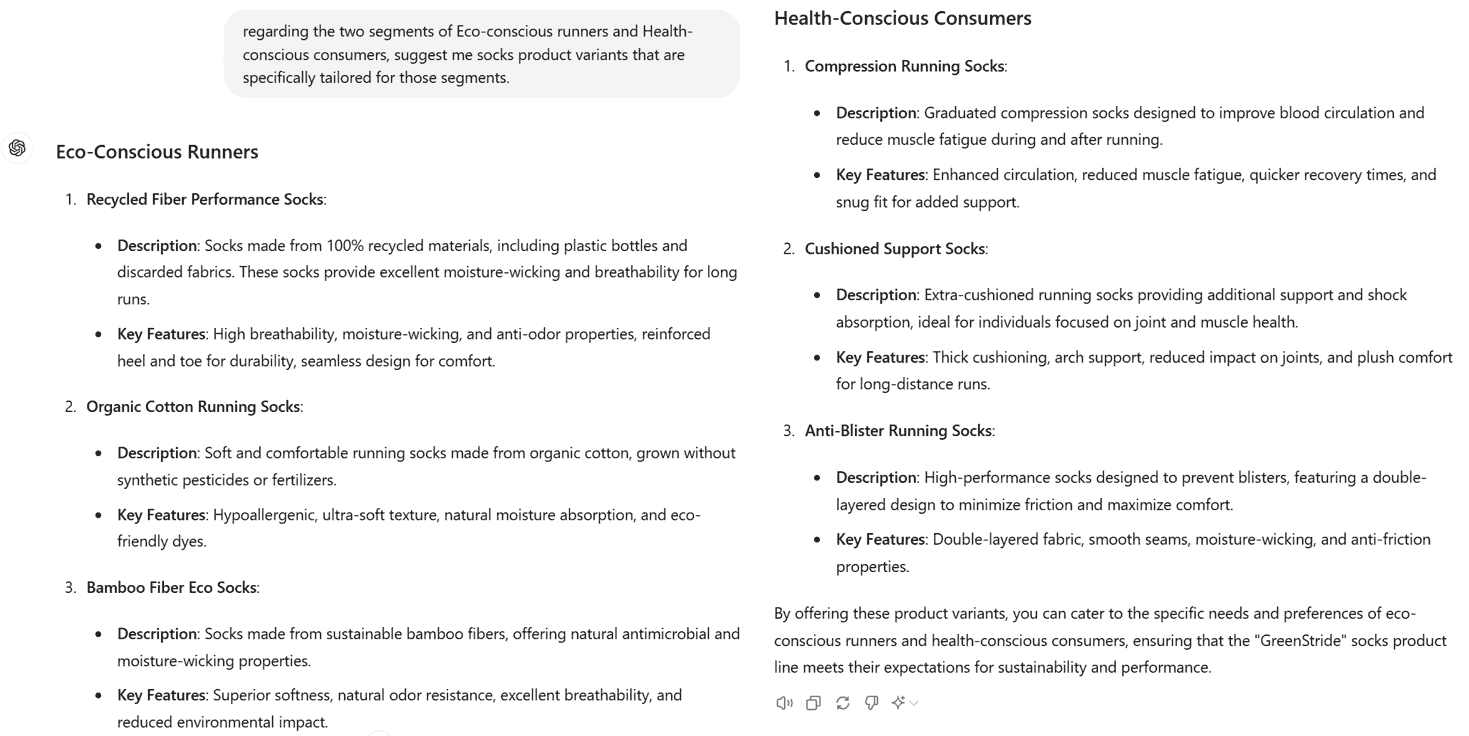 regarding the two segments of Eco-conscious runners and Health-
conscious consumers, suggest me socks product variants that are
specifically tailored for those segments.
Eco-Conscious Runners
1. Recycled Fiber Performance Socks:
• Description: Socks made from 100% recycled materials, including plastic bottles and
discarded fabrics. These socks provide excellent moisture-wicking and breathability for long
runs.
• Key Features: High breathability, moisture-wicking, and anti-odor properties, reinforced
heel and toe for durability, seamless design for comfort.
2. Organic Cotton Running Socks:
• Description: Soft and comfortable running socks made from organic cotton, grown without
synthetic pesticides or fertilizers.
• Key Features: Hypoallergenic, ultra-soft texture, natural moisture absorption, and eco-
friendly dyes.
3. Bamboo Fiber Eco Socks:
• Description: Socks made from sustainable bamboo fibers, offering natural antimicrobial and
moisture-wicking properties.
• Key Features: Superior softness, natural odor resistance, excellent breathability, and
reduced environmental impact.
Health-Conscious Consumers
1. Compression Running Socks:
• Description: Graduated compression socks designed to improve blood circulation and
reduce muscle fatigue during and after running.
• Key Features: Enhanced circulation, reduced muscle fatigue, quicker recovery times, and
snug fit for added support.
2. Cushioned Support Socks:
• Description: Extra-cushioned running socks providing additional support and shock
absorption, ideal for individuals focused on joint and muscle health.
• Key Features: Thick cushioning, arch support, reduced impact on joints, and plush comfort
for long-distance runs.
3. Anti-Blister Running Socks:
• Description: High-performance socks designed to prevent blisters, featuring a double-
layered design to minimize friction and maximize comfort.
• Key Features: Double-layered fabric, smooth seams, moisture-wicking, and anti-friction
properties.
By offering these product variants, you can cater to the specific needs and preferences of eco-
conscious runners and health-conscious consumers, ensuring that the "GreenStride" socks product
line meets their expectations for sustainability and performance.